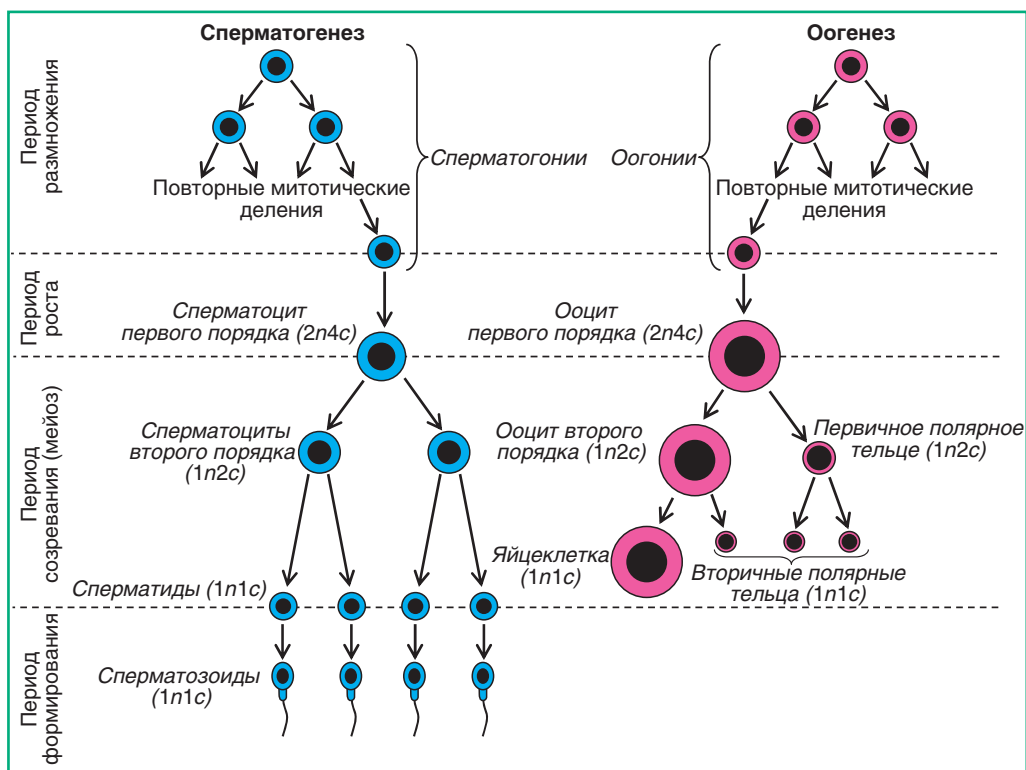 Сперматогенез
Оогенез
Период
размножения
Сперматогонии
Оогонии
Повторные митотические
деления
Повторные митотические
деления
Период
роста
Сперматоцит
первого порядка (2n4c)
Ооцит
первого порядка (2n4c)
Период
созревания (мейоз)
Сперматоциты
второго порядка
(1n2c)
Ооцит второго
порядка (1n2c)
Первичное полярное
тельце (1n2c)
Яйцеклетка
(1n1c)
Вторичные полярные
тельца (1n1c)
Сперматиды (1n1c)
Период
формирования
Сперматозоиды
(1n1c)